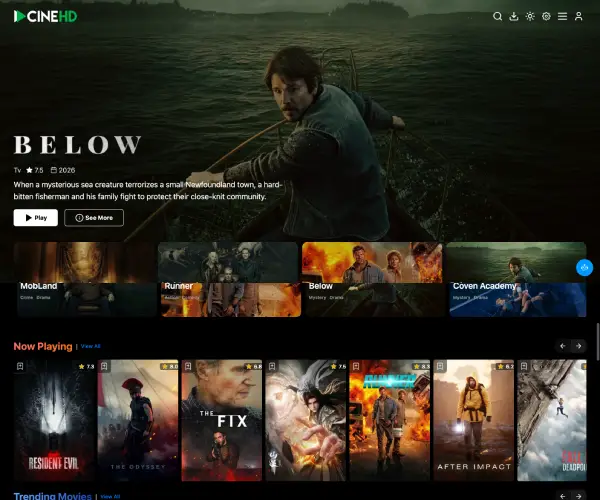 CINEHD
BELOW
Tv 7.5 2026
When a mysterious sea creature terrorizes a small Newfoundland town, a hard-
bitten fisherman and his family fight to protect their close-knit community.
Play
See More
MobLand
Crime Drama
Runner
Below
Mystery Drama
Coven Academy
Mystery Drama
Now Playing | View All
7.3
RESIDENT EVIL
8.0
THE ODYSSEY
6.8
THE FIX
7.5
8.3
6.2
AFTER IMPACT
Trending Movies | View All